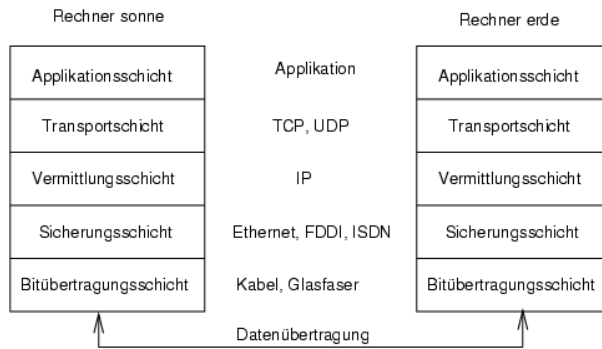 Rechner sonne
Rechner erde
Applikationsschicht
Applikation
Applikationsschicht
Transportschicht
TCP, UDP
Transportschicht
Vermittlungsschicht
IP
Vermittlungsschicht
Sicherungsschicht
Ethernet, FDDI, ISDN
Sicherungsschicht
Bitübertragungsschicht
Kabel, Glasfaser
Bitübertragungsschicht
Datenübertragung